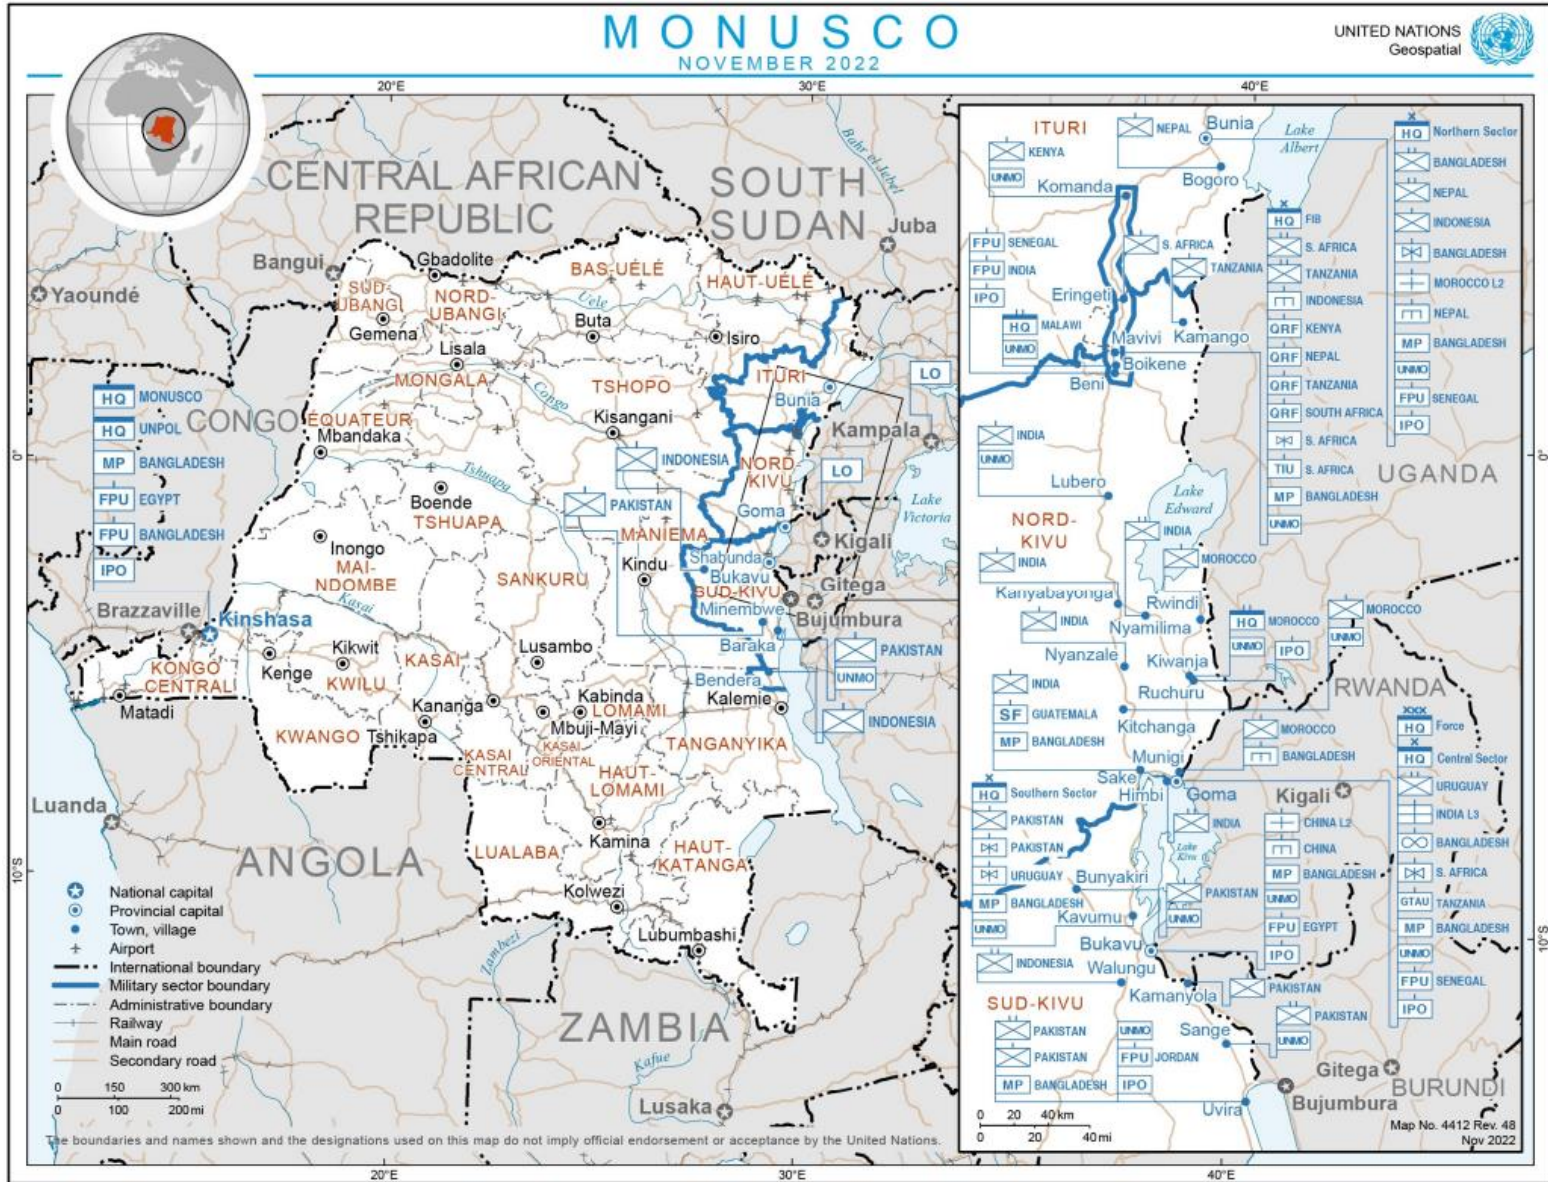 MONUSCO
NOVEMBER 2022
UNITED NATIONS
Geospatial
20°E
30°E
40°E
CENTRAL AFRICAN
REPUBLIC
SOUTH
SUDAN
Bahr el Jebel
Juba
Bangui
Yaoundé
Gbadolite
BAS-UÉLÉ
HAUT-UÉLÉ
SUD-
UBANGI
NORD-
UBANGI
Uele
Gemena
Buta
Isiro
Lisala
MONGALA
TSHOPO
ITURI
LO
Congo
Bunia
HQ MONUSCO
HQ UNPOL
MP BANGLADESH
FPU EGYPT
FPU BANGLADESH
IPO
CONGO
ÉQUATEUR
Mbandaka
Kisangani
Kampala
0°
INDONESIA
NORD
KIVU
LO
Tshuapa
Boende
TSHUAPA
PAKISTAN
Lake
Victoria
Goma
MANIEMA
Inongo
MAI-
NDOMBE
Kigali
Shabunda
Kindu
SANKURU
Bukavu
SUD-KIVU
Gitega
Kasai
Minembwe
Bujumbura
Brazzaville
Kinshasa
Baraka
PAKISTAN
UNMO
Kikwit
KASAI
Lusambo
Kenge
KONGO
CENTRAL
KWILU
Bendera
Kabinda
Kalemie
Matadi
Kananga
LOMAMI
Mbuji-Mayi
INDONESIA
KWANGO
Tshikapa
TANGANYIKA
KASAI
ORIENTAL
KASAI
CENTRAL
HAUT-
LOMAMI
Luanda
Kamina
LUALABA
HAUT-
KATANGA
ANGOLA
10°S
Kolwezi
Lubumbashi
Zambezi
ZAMBIA
Kafue
Lusaka
National capital
Provincial capital
Town, village
Airport
International boundary
Military sector boundary
Administrative boundary
Railway
Main road
Secondary road
0 150 300 km
0 100 200 mi
The boundaries and names shown and the designations used on this map do not imply official endorsement or acceptance by the United Nations.
20°E
30°E
40°E
ITURI
NEPAL
Bunia
Lake
Albert
KENYA
UNMO
Komanda
Bogoro
HQ Northern Sector
BANGLADESH
NEPAL
INDONESIA
BANGLADESH
MOROCCO L2
NEPAL
MP BANGLADESH
UNMO
FPU SENEGAL
IPO
HQ FIB
S. AFRICA
TANZANIA
INDONESIA
QRF KENYA
QRF NEPAL
QRF TANZANIA
QRF SOUTH AFRICA
S. AFRICA
TIU S. AFRICA
MP BANGLADESH
UNMO
FPU SENEGAL
FPU INDIA
IPO
S. AFRICA
TANZANIA
Eringeti
HQ MALAWI
UNMO
Mavivi
Kamango
Boikene
Beni
INDIA
UNMO
UGANDA
0°
Lubero
Lake
Edward
NORD-
KIVU
INDIA
MOROCCO
INDIA
Kanyabayonga
Rwindi
Nyamilima
INDIA
HQ MOROCCO
UNMO
IPO
MOROCCO
UNMO
Nyanzale
Kiwanja
Ruchuru
RWANDA
INDIA
SF GUATEMALA
MP BANGLADESH
Kitchanga
MOROCCO
BANGLADESH
XXX
HQ Force
HQ Central Sector
URUGUAY
INDIA L3
BANGLADESH
S. AFRICA
GTAU TANZANIA
MP BANGLADESH
UNMO
FPU SENEGAL
IPO
Munigi
Sake
Himbi
Goma
Kigali
HQ Southern Sector
PAKISTAN
PAKISTAN
URUGUAY
MP BANGLADESH
UNMO
INDIA
Lake
Kivu
CHINA L2
CHINA
MP BANGLADESH
UNMO
FPU EGYPT
IPO
Bunyakiri
PAKISTAN
UNMO
Kavumu
10°S
Bukavu
INDONESIA
Walungu
Kamanyola
PAKISTAN
SUD-KIVU
PAKISTAN
UNMO
PAKISTAN
PAKISTAN
MP BANGLADESH
UNMO
FPU JORDAN
IPO
Sange
Gitega
BURUNDI
Bujumbura
Uvira
0 20 40 km
0 20 40 mi
Map No. 4412 Rev. 48
Nov 2022